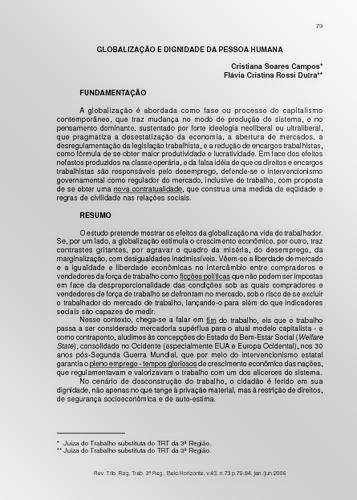 79
GLOBALIZAÇÃO E DIGNIDADE DA PESSOA HUMANA
Cristiana Soares Campos*
Flávia Cristina Rossi Dutra**
FUNDAMENTAÇÃO
A globalização é abordada como fase ou processo do capitalismo
contemporâneo, que traz mudança no modo de produção do sistema, e no
pensamento dominante, sustentado por forte ideologia neoliberal ou ultraliberal,
que pragmatiza a desestatização da economia, a abertura de mercados, a
desregulamentação da legislação trabalhista, e a redução de encargos trabalhistas,
como fórmula de se obter maior produtividade e lucratividade. Em face dos efeitos
nefastos produzidos na classe operária, e da falsa idéia de que os direitos e encargos
trabalhistas são responsáveis pelo desemprego, defende-se o intervencionismo
governamental como regulador do mercado, inclusive de trabalho, com proposta
de se obter uma nova contratualidade, que construa uma medida de eqüidade e
regras de civilidade nas relações sociais.
RESUMO
O estudo pretende mostrar os efeitos da globalização na vida do trabalhador.
Se, por um lado, a globalização estimula o crescimento econômico, por outro, traz
contrastes gritantes, por agravar o quadro da miséria, do desemprego, da
marginalização, com desigualdades inadmissíveis. Vêem-se a liberdade de mercado
e a igualdade e liberdade econômicas no intercâmbio entre compradores e
vendedores da força de trabalho como ficções políticas que não podem ser impostas
em face da desproporcionalidade das condições sob as quais compradores e
vendedores de força de trabalho se defrontam no mercado, sob o risco de se excluir
o trabalhador do mercado de trabalho, lançando-o para além do que indicadores
sociais são capazes de medir.
Nesse contexto, chega-se a falar em fim do trabalho, eis que o trabalho
passa a ser considerado mercadoria supérflua para o atual modelo capitalista - e
como contraponto, aludimos às concepções do Estado do Bem-Estar Social (Welfare
State), consolidado no Ocidente (especialmente EUA e Europa Ocidental), nos 30
anos pós-Segunda Guerra Mundial, que por meio do intervencionismo estatal
garantia o pleno emprego - tempos gloriosos de crescimento econômico das nações,
que regulamentavam e valorizavam o trabalho com um dos alicerces do sistema.
No cenário de desconstrução do trabalho, o cidadão é ferido em sua
dignidade, não apenas no que tange à privação material, mas à restrição de direitos,
de segurança socioeconômica e de auto-estima.
* Juíza do Trabalho substituta do TRT da 3ª Região.
** Juíza do Trabalho substituta do TRT da 3ª Região.
Rev. Trib. Reg. Trab. 3ª Reg., Belo Horizonte, v.43, n.73 p.79-94, jan./jun.2006